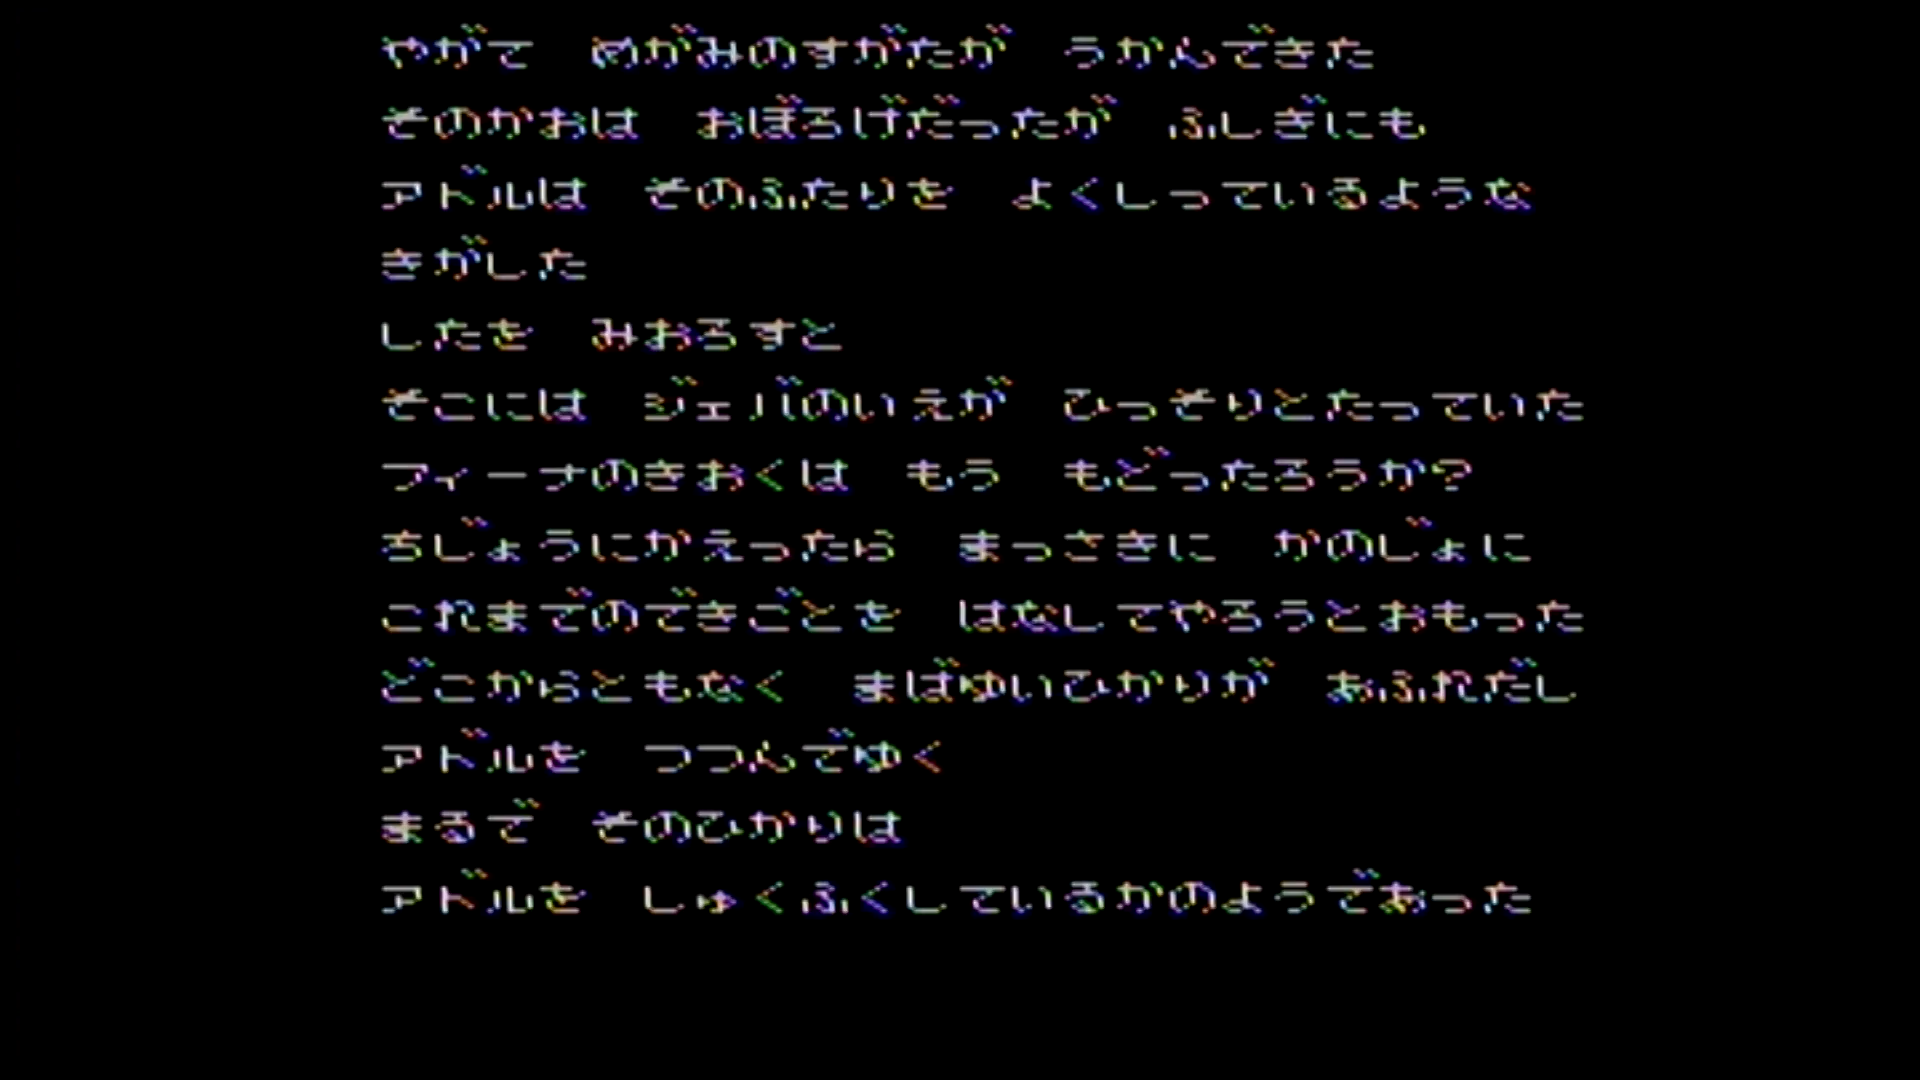 やがて　めがみのすがたが　うかんできた
そのかおは　おぼろげだったが　ふしぎにも
アドルは　そのふたりを　よくしっているような
きがした
したを　みおろすと
そこには　ジェバのいえが　ひっそりとたっていた
フィーナのきおくは　もう　もどったろうか?
ちじょうにかえったら　まっさきに　かのじょに
これまでのできごとを　はなしてやろうとおもった
どこからともなく　まばゆいひかりが　あふれだし
アドルを　つつんでゆく
まるで　そのひかりは
アドルを　しゅくふくしているかのようであった